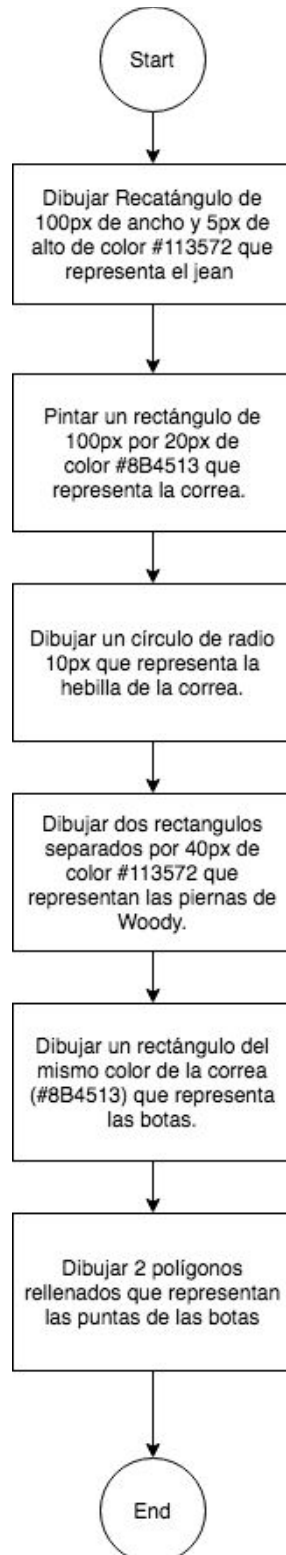 Start
Dibujar Recatángulo de
100px de ancho y 5px de
alto de color #113572 que
representa el jean
Pintar un rectángulo de
100px por 20px de
color #8B4513 que
representa la correa.
Dibujar un círculo de radio
10px que representa la
hebilla de la correa.
Dibujar dos rectangulos
separados por 40px de
color #113572 que
representan las piernas de
Woody.
Dibujar un rectángulo del
mismo color de la correa
(#8B4513) que representa
las botas.
Dibujar 2 polígonos
rellenados que representan
las puntas de las botas
End